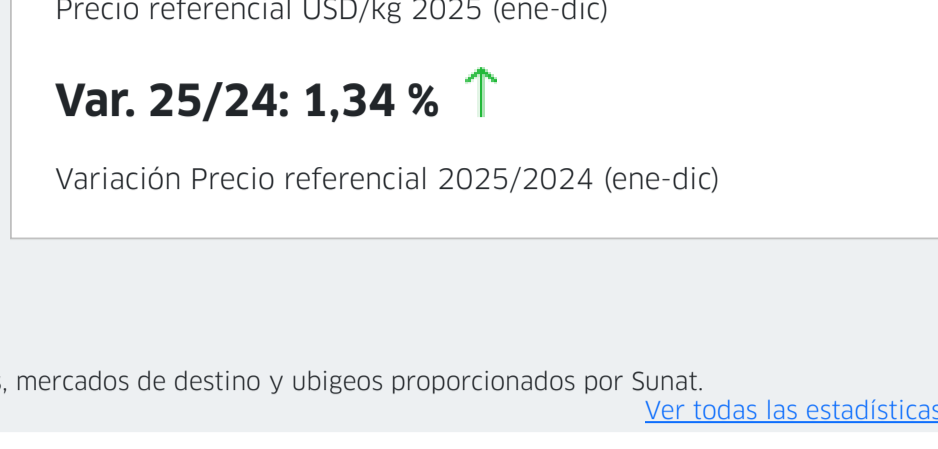 Precio referencial USD/kg 2025 (ene-dic)
Var. 25/24: 1,34 %
Variación Precio referencial 2025/2024 (ene-dic)
, mercados de destino y ubigeos proporcionados por Sunat.
Ver todas las estadísticas